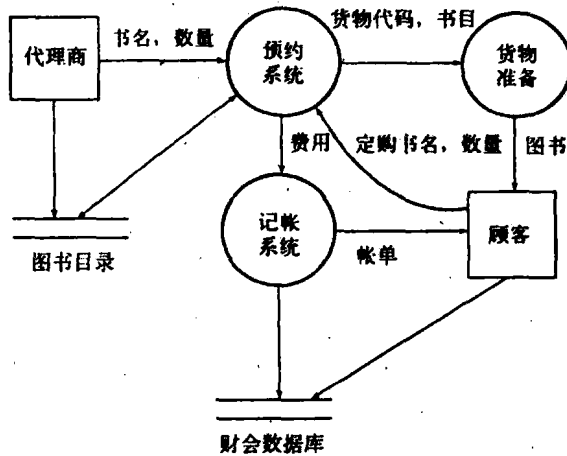 代理商
书名，数量
预约
系统
货物代码，书目
货物
准备
费用
定购书名，数量
图书
记帐
系统
帐单
顾客
图书目录
财会数据库